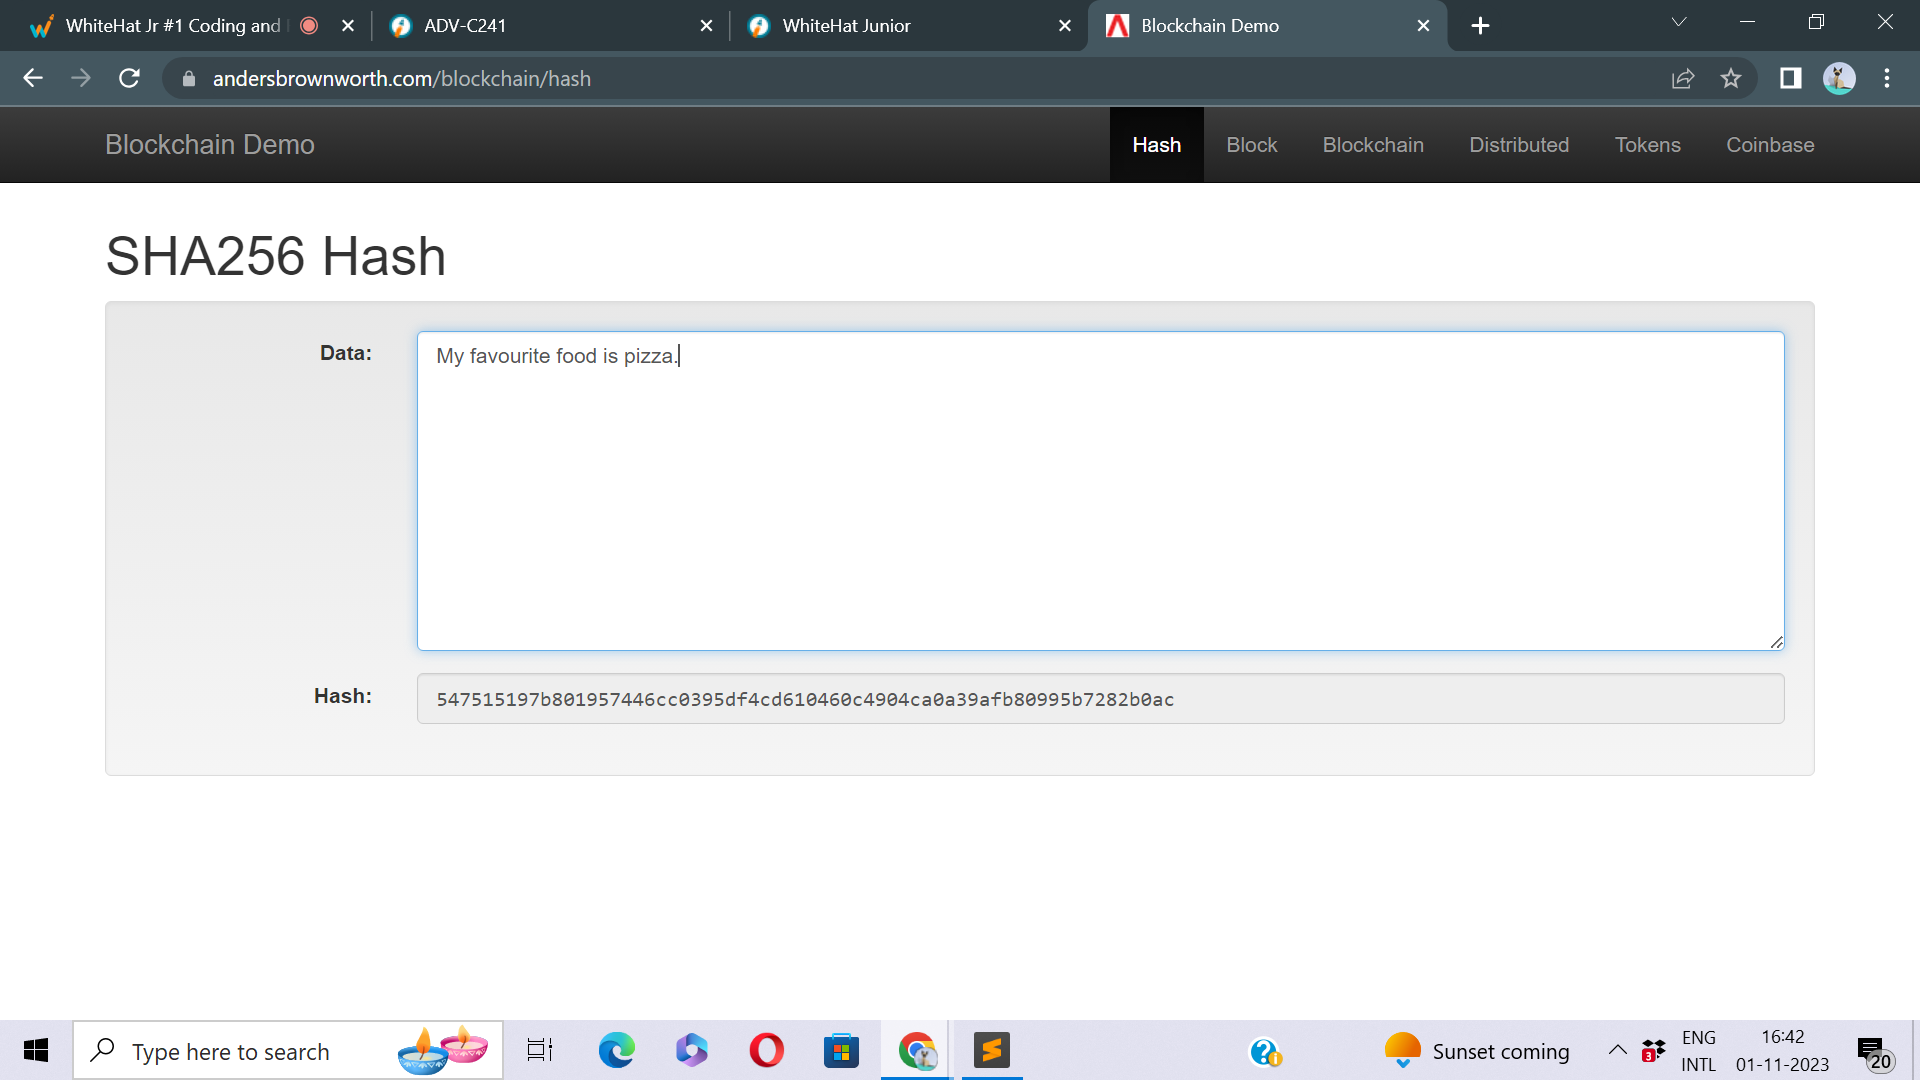 WhiteHat Jr #1 Coding and
ADV-C241
WhiteHat Junior
Blockchain Demo
andersbrownworth.com/blockchain/hash
Blockchain Demo
Hash
Block
Blockchain
Distributed
Tokens
Coinbase
SHA256 Hash
Data:
My favourite food is pizza.
Hash:
547515197b801957446cc0395df4cd610460c4904ca0a39afb80995b7282b0ac
Type here to search
Sunset coming
3
ENG
INTL
16:42
01-11-2023
20